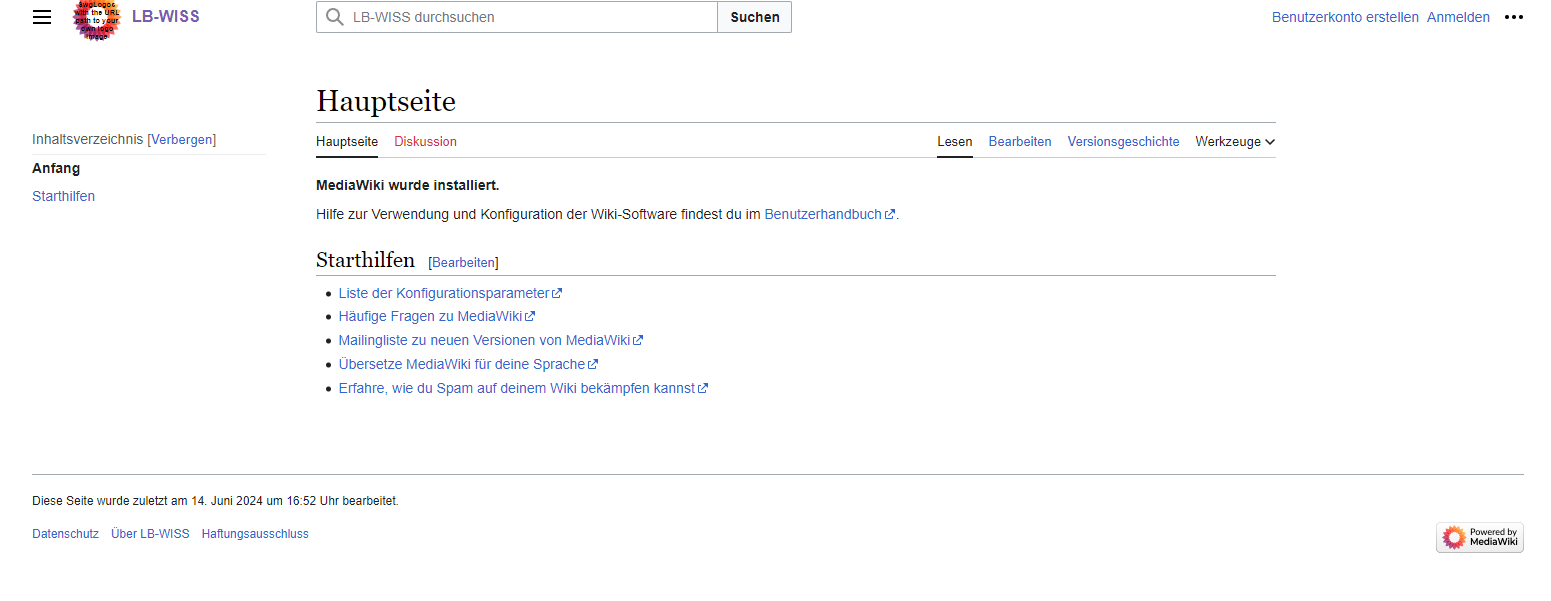 $wgLogos
with the URL
path to your
own logo
image
LB-WISS
LB-WISS durchsuchen
Suchen
Benutzerkonto erstellen Anmelden
Hauptseite
Inhaltsverzeichnis [Verbergen]
Anfang
Starthilfen
Hauptseite Diskussion
Lesen Bearbeiten Versionsgeschichte Werkzeuge
MediaWiki wurde installiert.
Hilfe zur Verwendung und Konfiguration der Wiki-Software findest du im Benutzerhandbuch.
Starthilfen [Bearbeiten]
Liste der Konfigurationsparameter
Häufige Fragen zu MediaWiki
Mailingliste zu neuen Versionen von MediaWiki
Übersetze MediaWiki für deine Sprache
Erfahre, wie du Spam auf deinem Wiki bekämpfen kannst
Diese Seite wurde zuletzt am 14. Juni 2024 um 16:52 Uhr bearbeitet.
Datenschutz Über LB-WISS Haftungsausschluss
Powered by
MediaWiki